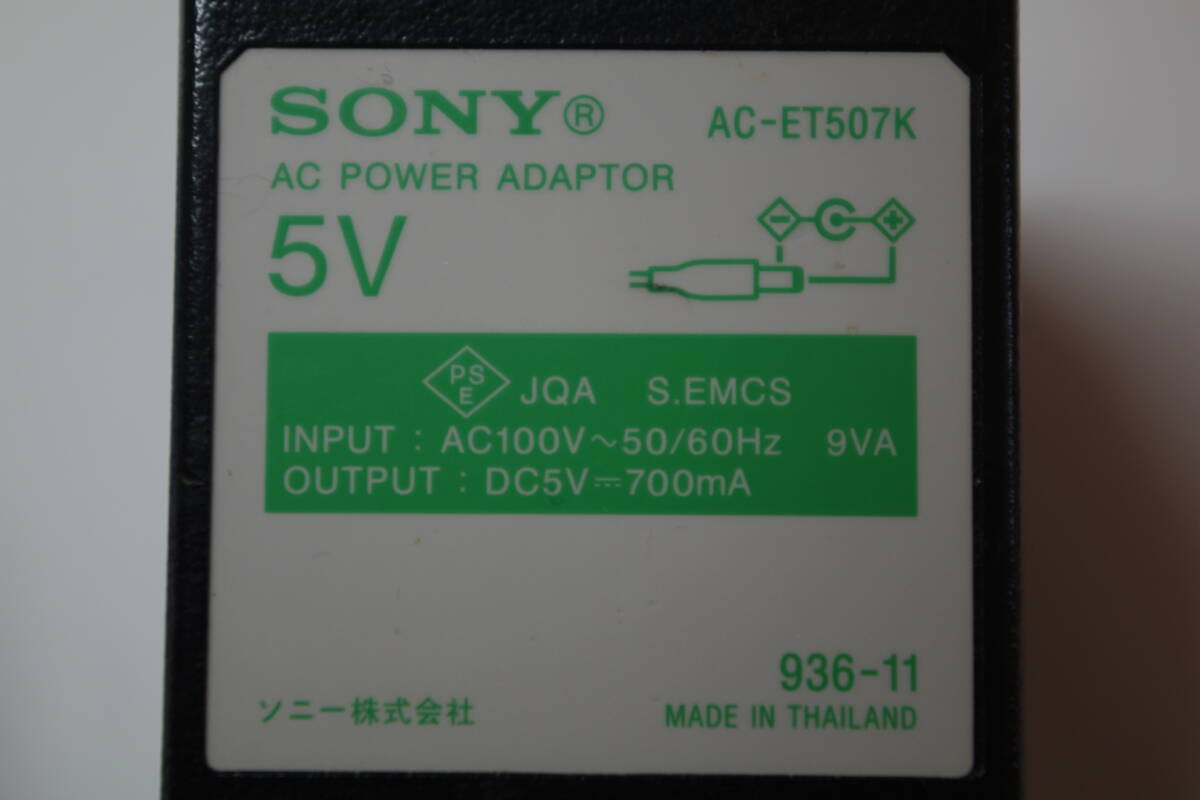 SONY® AC-ET507K
AC POWER ADAPTOR
5V
PSE JQA S.EMCS
INPUT : AC100V～50/60Hz 9VA
OUTPUT : DC5V⎓700mA
936-11
ソニー株式会社 MADE IN THAILAND